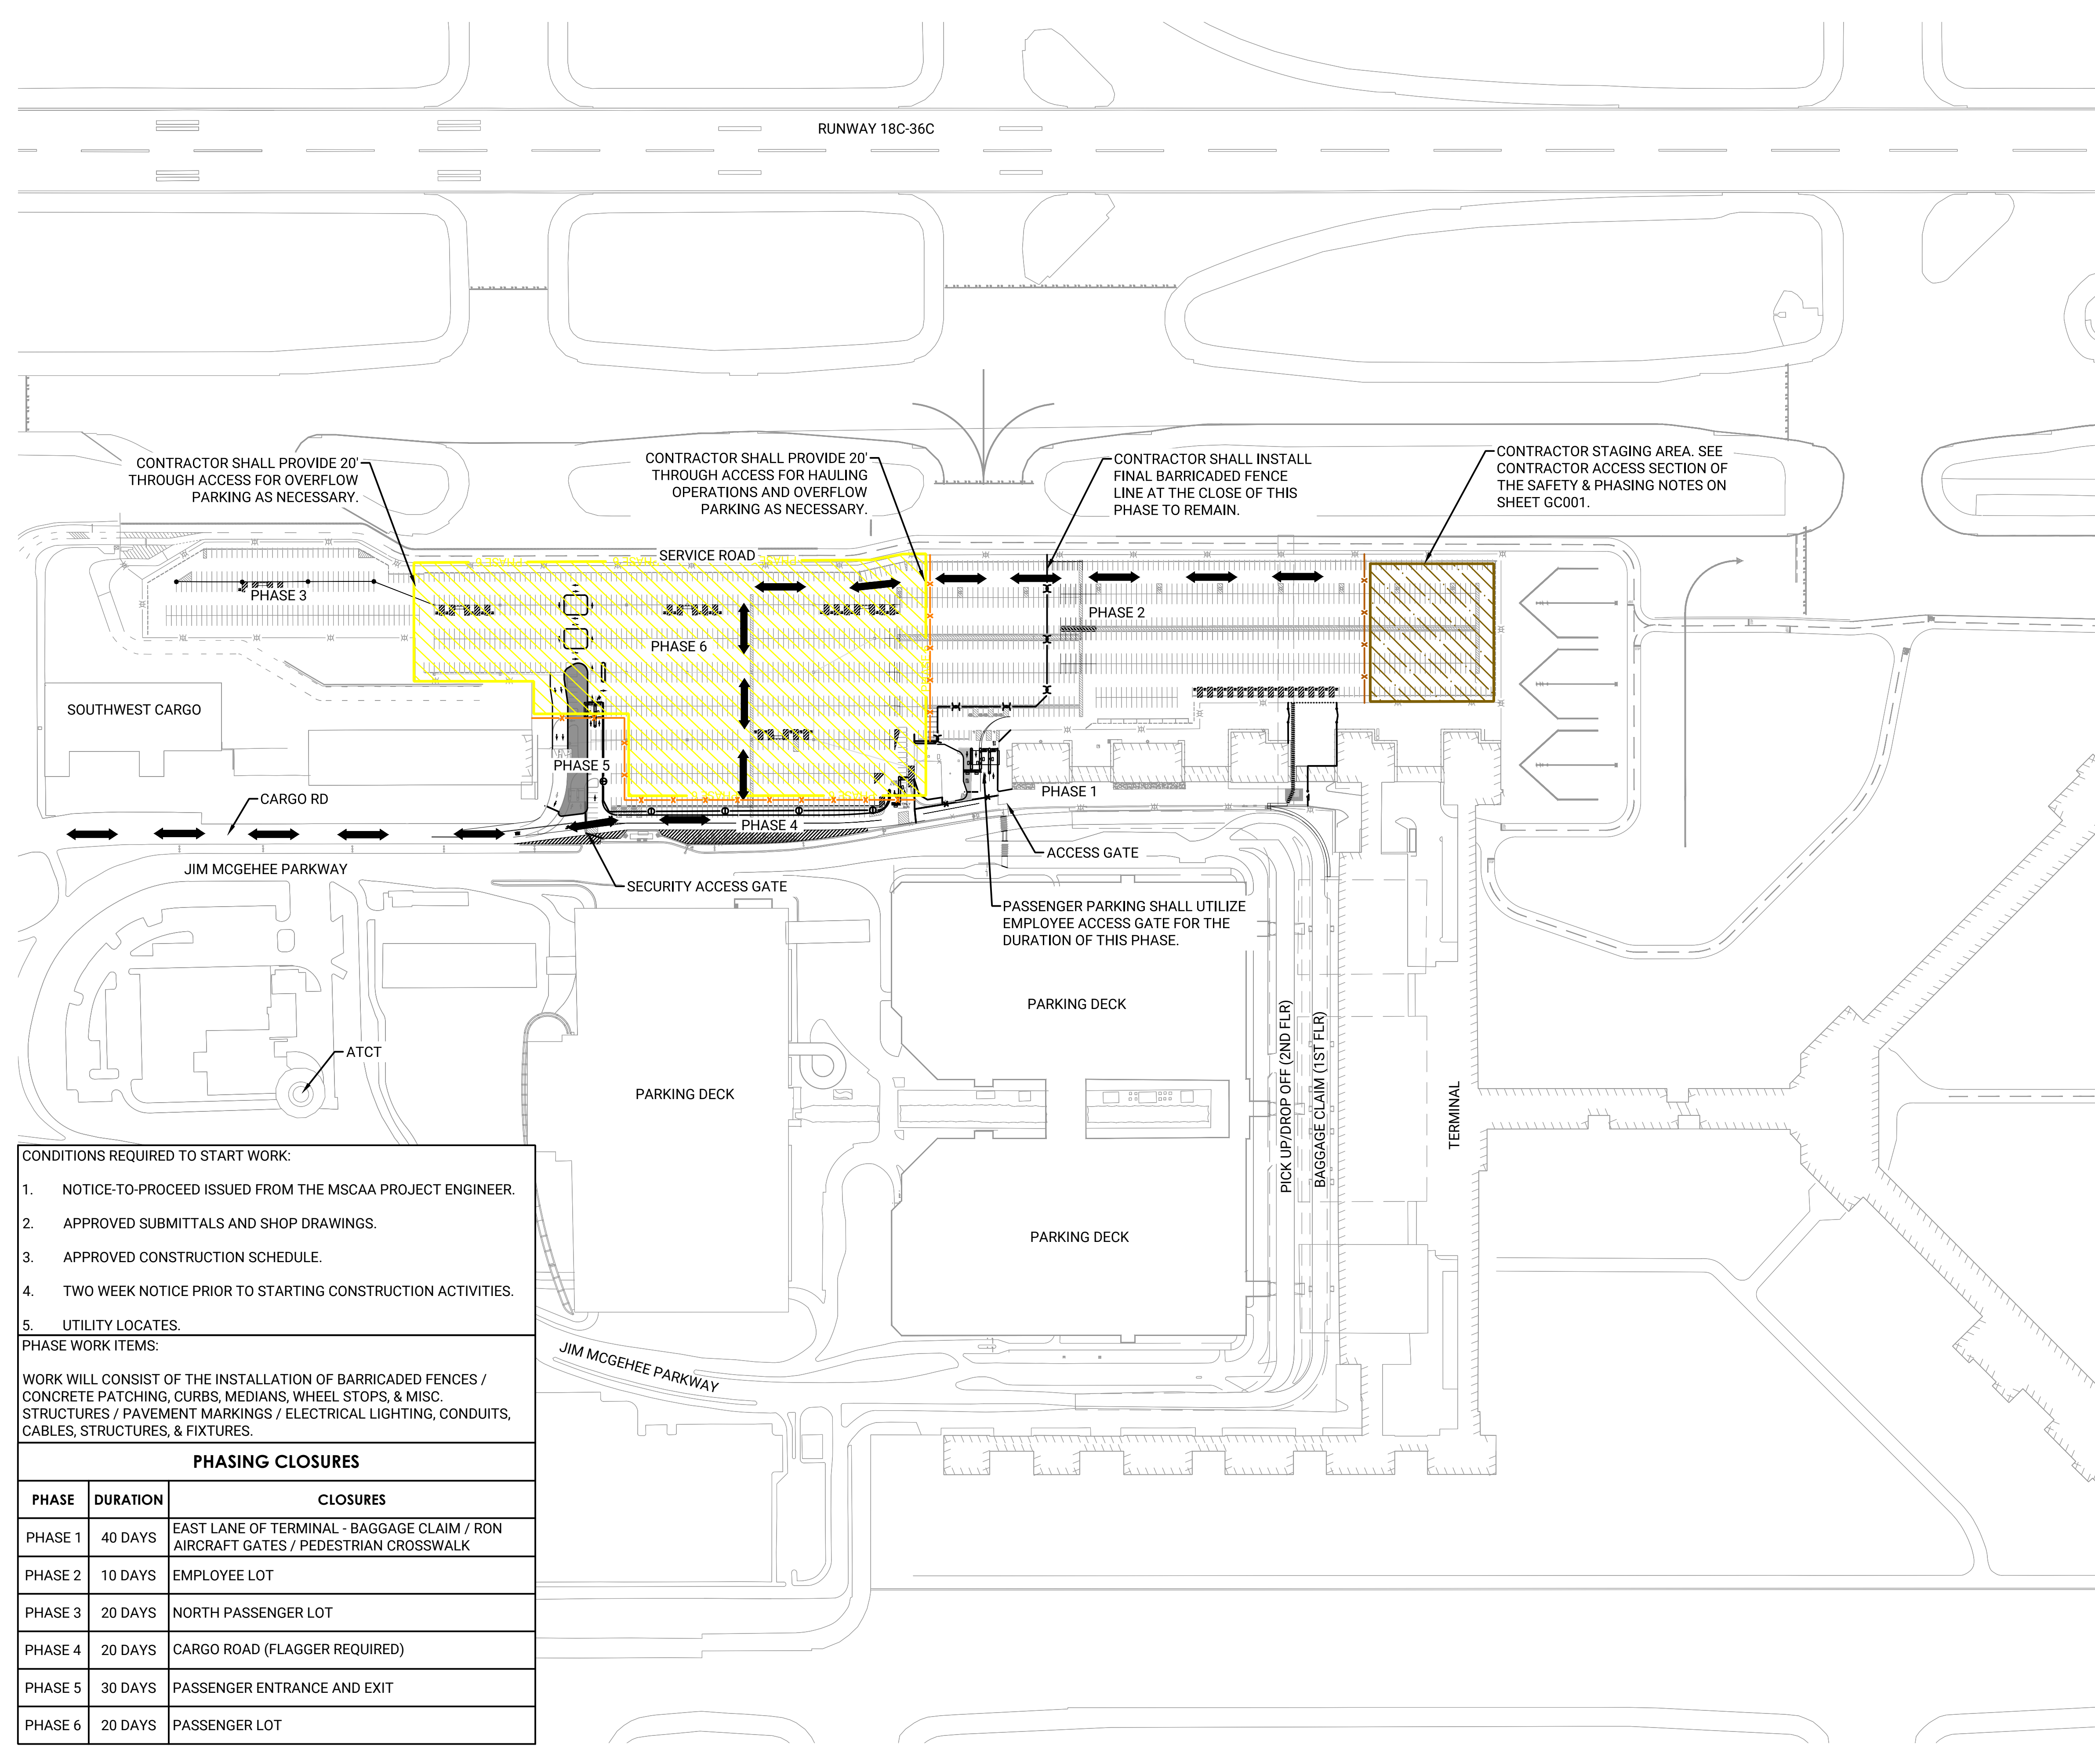 RUNWAY 18C-36C
CONTRACTOR SHALL PROVIDE 20'
THROUGH ACCESS FOR OVERFLOW
PARKING AS NECESSARY.
CONTRACTOR SHALL PROVIDE 20'
THROUGH ACCESS FOR HAULING
OPERATIONS AND OVERFLOW
PARKING AS NECESSARY.
CONTRACTOR SHALL INSTALL
FINAL BARRICADED FENCE
LINE AT THE CLOSE OF THIS
PHASE TO REMAIN.
CONTRACTOR STAGING AREA. SEE
CONTRACTOR ACCESS SECTION OF
THE SAFETY & PHASING NOTES ON
SHEET GC001.
SERVICE ROAD
PHASE 3
PHASE 2
PHASE 6
SOUTHWEST CARGO
PHASE 5
PHASE 1
CARGO RD
PHASE 4
ACCESS GATE
JIM MCGEHEE PARKWAY
SECURITY ACCESS GATE
PASSENGER PARKING SHALL UTILIZE
EMPLOYEE ACCESS GATE FOR THE
DURATION OF THIS PHASE.
PARKING DECK
ATCT
PARKING DECK
PICK UP/DROP OFF (2ND FLR)
BAGGAGE CLAIM (1ST FLR)
TERMINAL
PARKING DECK
JIM MCGEHEE PARKWAY
CONDITIONS REQUIRED TO START WORK:
1. NOTICE-TO-PROCEED ISSUED FROM THE MSCAA PROJECT ENGINEER.
2. APPROVED SUBMITTALS AND SHOP DRAWINGS.
3. APPROVED CONSTRUCTION SCHEDULE.
4. TWO WEEK NOTICE PRIOR TO STARTING CONSTRUCTION ACTIVITIES.
5. UTILITY LOCATES.
PHASE WORK ITEMS:
WORK WILL CONSIST OF THE INSTALLATION OF BARRICADED FENCES /
CONCRETE PATCHING, CURBS, MEDIANS, WHEEL STOPS, & MISC.
STRUCTURES / PAVEMENT MARKINGS / ELECTRICAL LIGHTING, CONDUITS,
CABLES, STRUCTURES, & FIXTURES.
PHASING CLOSURES
PHASE DURATION CLOSURES
PHASE 1 40 DAYS EAST LANE OF TERMINAL - BAGGAGE CLAIM / RON
AIRCRAFT GATES / PEDESTRIAN CROSSWALK
PHASE 2 10 DAYS EMPLOYEE LOT
PHASE 3 20 DAYS NORTH PASSENGER LOT
PHASE 4 20 DAYS CARGO ROAD (FLAGGER REQUIRED)
PHASE 5 30 DAYS PASSENGER ENTRANCE AND EXIT
PHASE 6 20 DAYS PASSENGER LOT